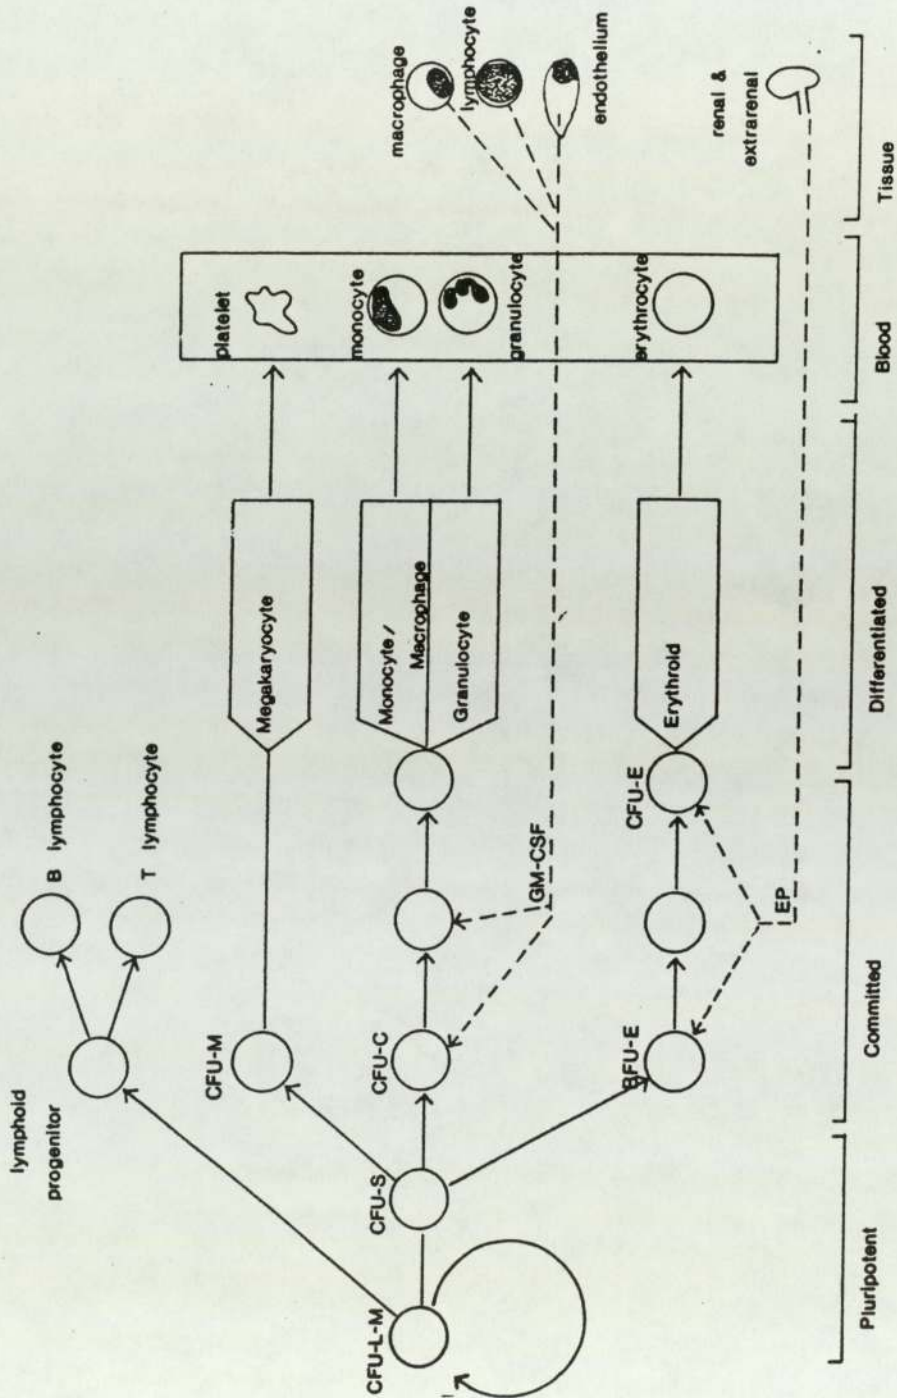 lymphoid
progenitor
B lymphocyte
T lymphocyte
CFU-L-M
CFU-S
CFU-M
CFU-C
BFU-E
CFU-E
GM-CSF
EP
Megakaryocyte
Monocyte/
Macrophage
Granulocyte
Erythroid
platelet
monocyte
granulocyte
erythrocyte
macrophage
lymphocyte
endothelium
renal &
extrarenal
Pluripotent
Committed
Differentiated
Blood
Tissue